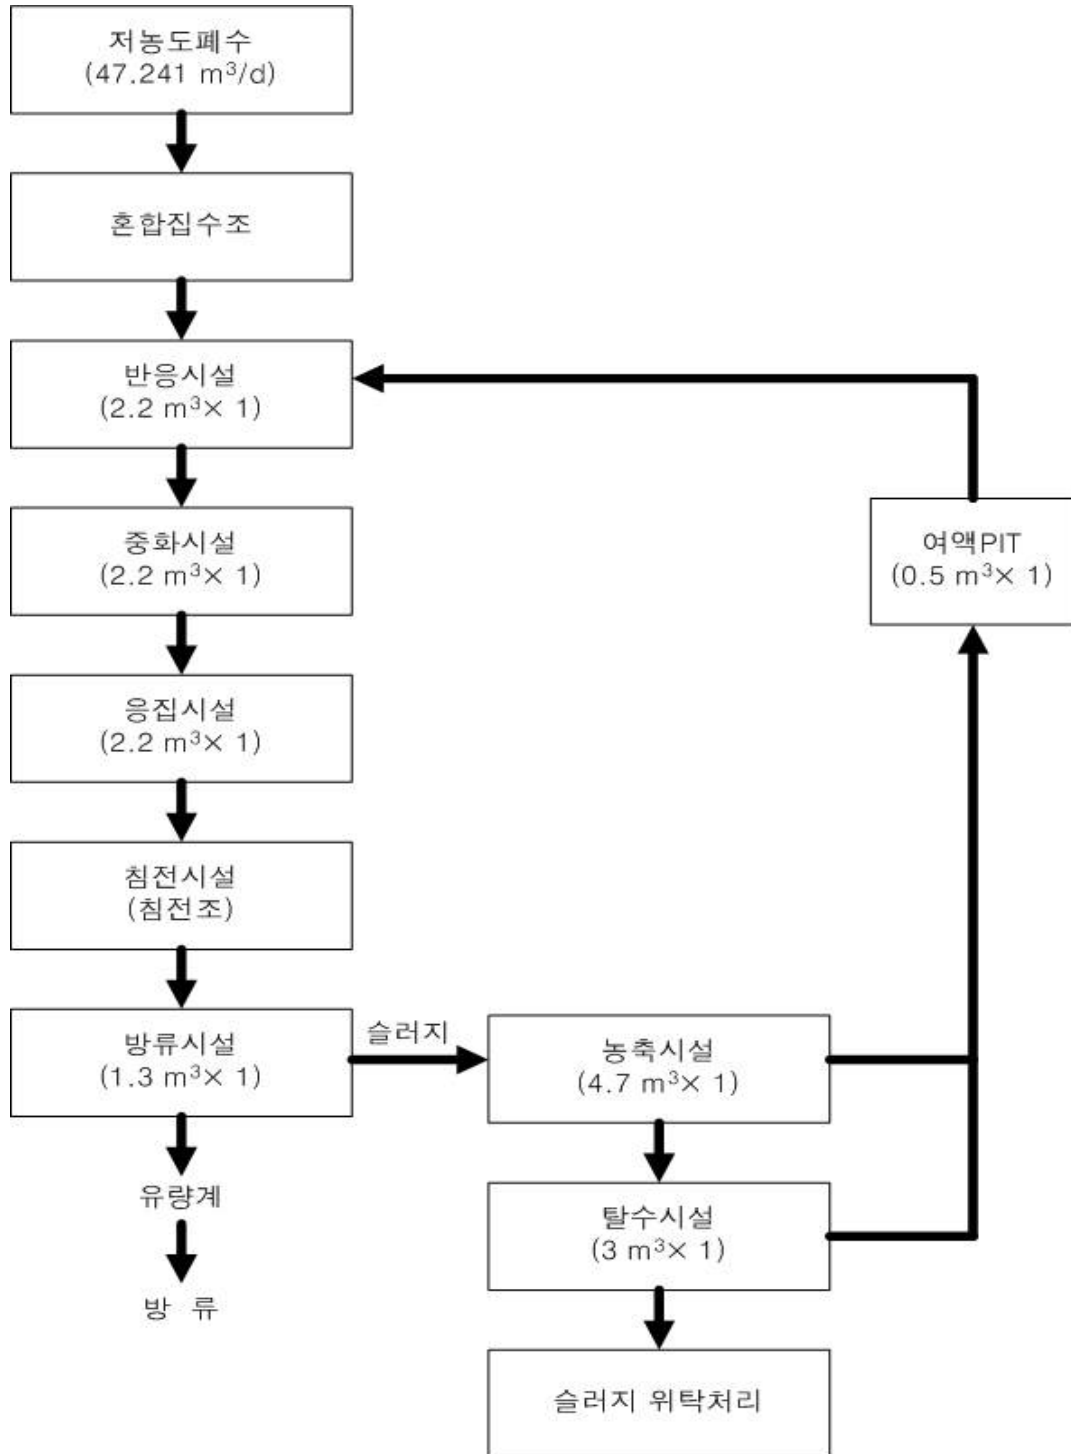 저농도폐수
(47.241 m³/d)
혼합집수조
반응시설
(2.2 m³× 1)
중화시설
(2.2 m³× 1)
여액PIT
(0.5 m³× 1)
응집시설
(2.2 m³× 1)
침전시설
(침전조)
방류시설
(1.3 m³× 1)
슬러지
농축시설
(4.7 m³× 1)
유량계
방 류
탈수시설
(3 m³× 1)
슬러지 위탁처리